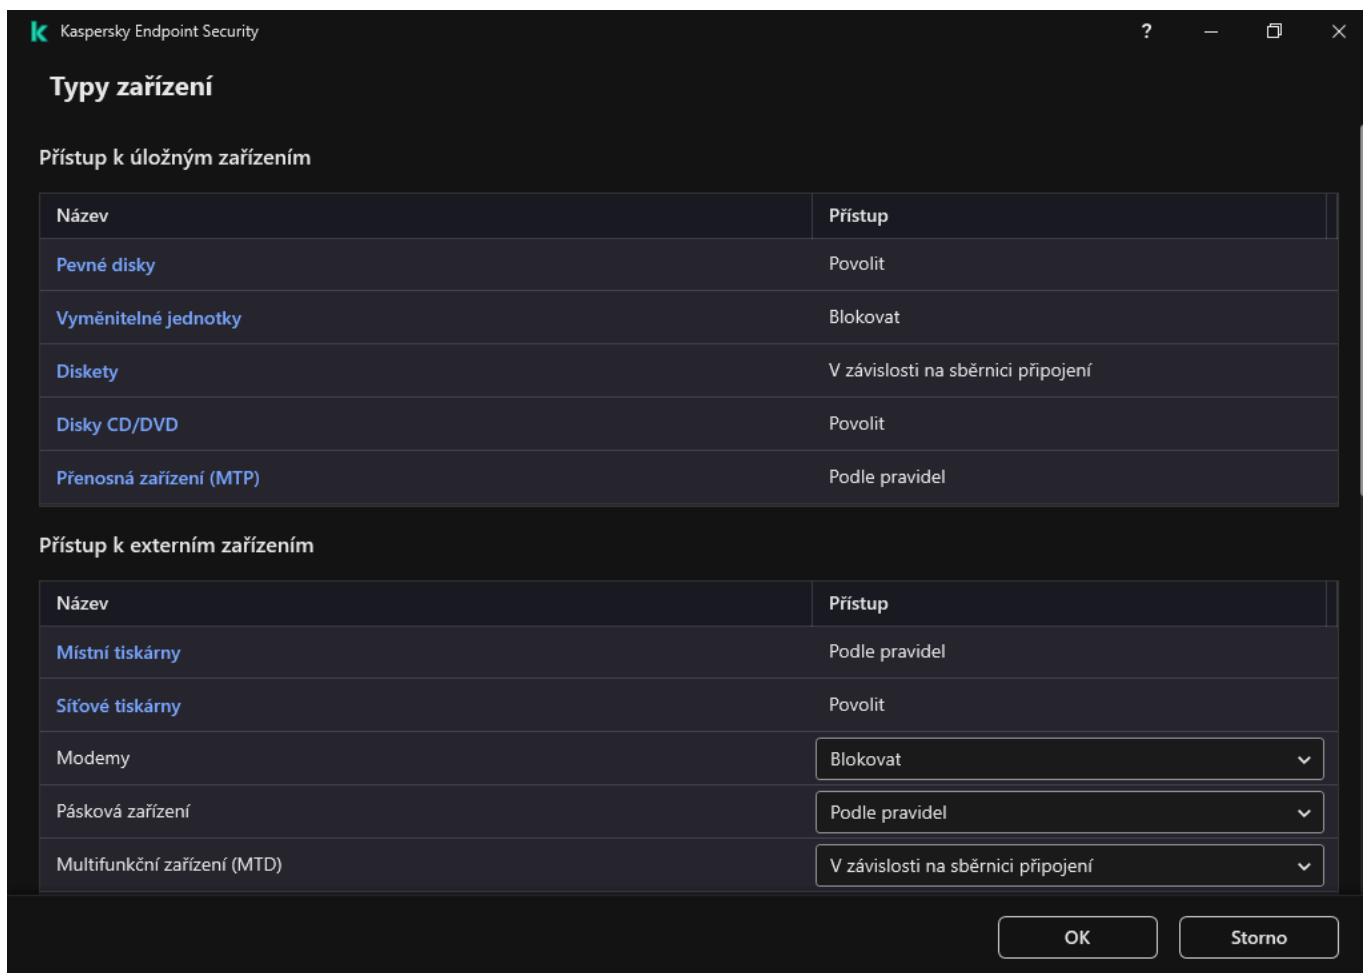 Kaspersky Endpoint Security ?
Typy zařízení
Přístup k úložným zařízením
Název Přístup
Pevné disky Povolit
Vyměnitelné jednotky Blokovat
Diskety V závislosti na sběrnici připojení
Disky CD/DVD Povolit
Přenosná zařízení (MTP) Podle pravidel
Přístup k externím zařízením
Název Přístup
Místní tiskárny Podle pravidel
Síťové tiskárny Povolit
Modemy Blokovat
Pásková zařízení Podle pravidel
Multifunkční zařízení (MTD) V závislosti na sběrnici připojení
OK Storno